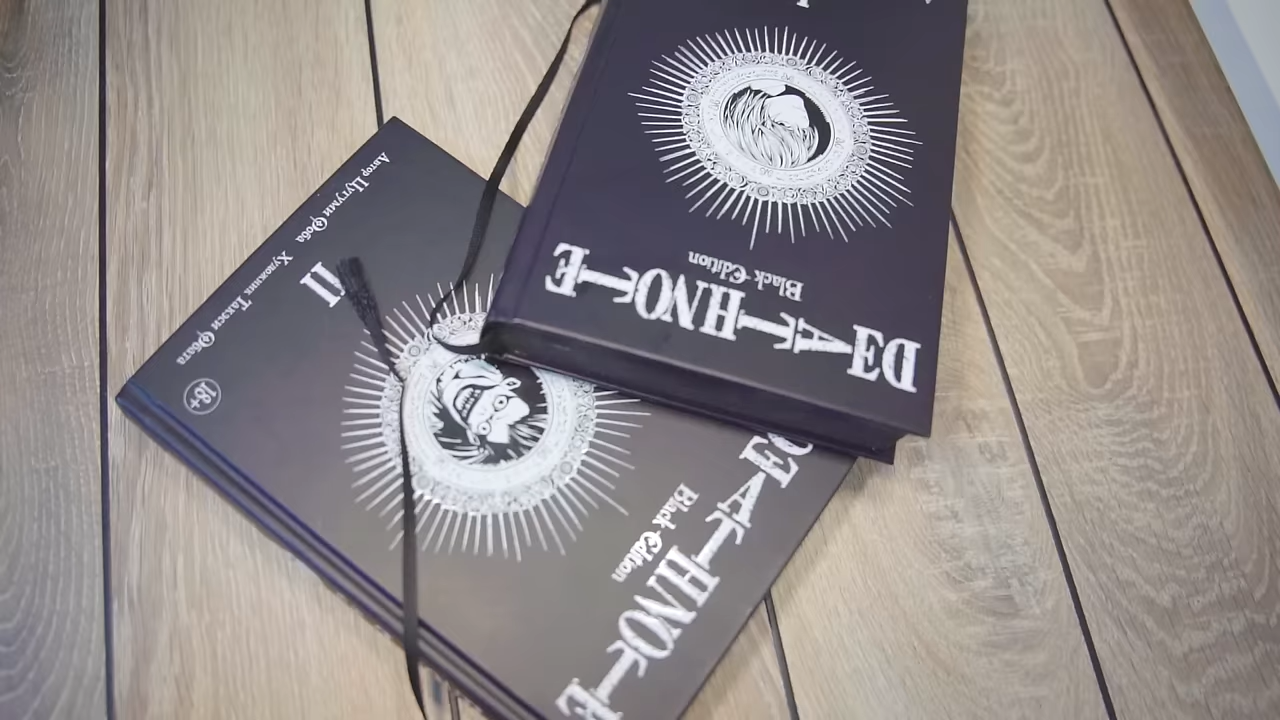 DEATH NOTE
Black Edition
DEATH NOTE
Black Edition
II
Автор Цугуми Ооба Художник Такэси Обата
18+